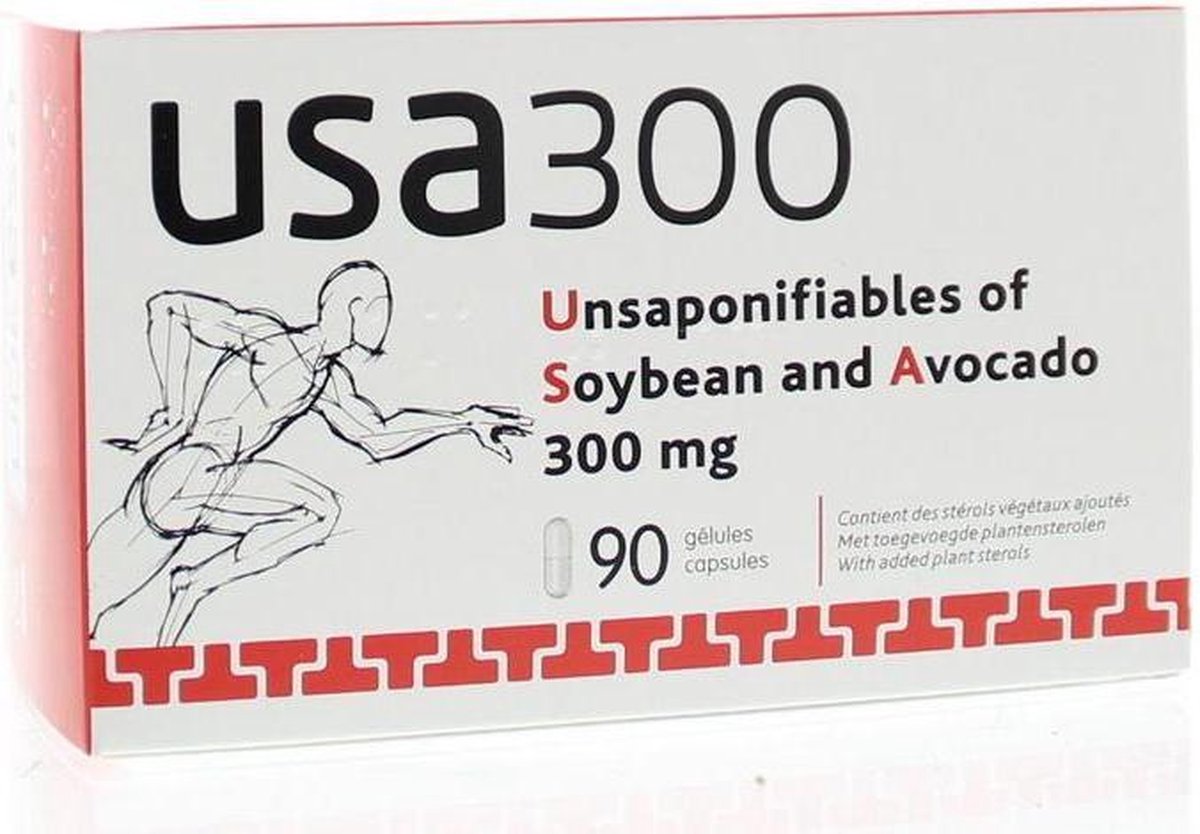 usa300
Unsaponifiables of
Soybean and Avocado
300 mg
90 gélules
capsules
Contient des stérols végétaux ajoutés
Met toegevoegde plantensterolen
With added plant sterols